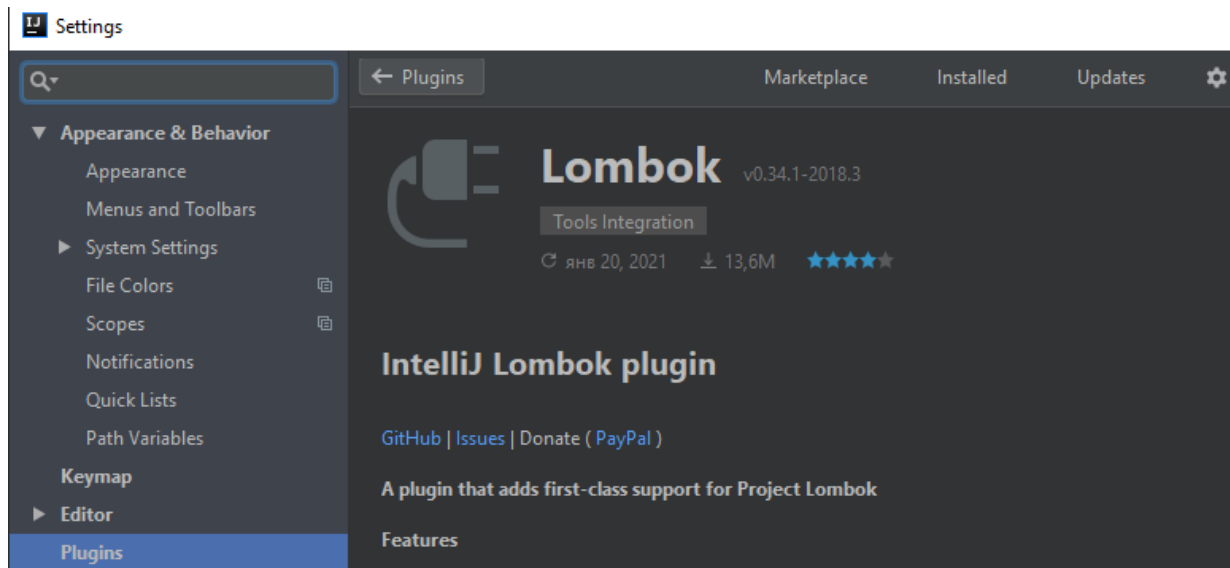 IJ Settings
← Plugins Marketplace Installed Updates
Appearance & Behavior
Appearance
Menus and Toolbars
System Settings
File Colors
Scopes
Notifications
Quick Lists
Path Variables
Keymap
Editor
Plugins
Lombok v0.34.1-2018.3
Tools Integration
янв 20, 2021 13,6M
IntelliJ Lombok plugin
GitHub | Issues | Donate ( PayPal )
A plugin that adds first-class support for Project Lombok
Features